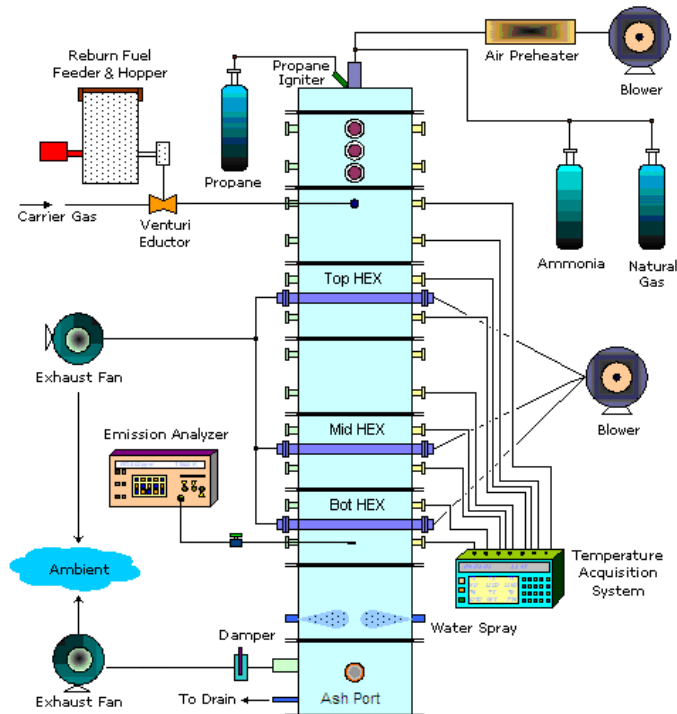 Reburn Fuel
Feeder & Hopper
Propane
Igniter
Air Preheater
Blower
Propane
Carrier Gas
Venturi
Eductor
Ammonia
Natural
Gas
Top HEX
Exhaust Fan
Blower
Mid HEX
Emission Analyzer
Bot HEX
Temperature
Acquisition
System
Ambient
Water Spray
Damper
Exhaust Fan
To Drain
Ash Port